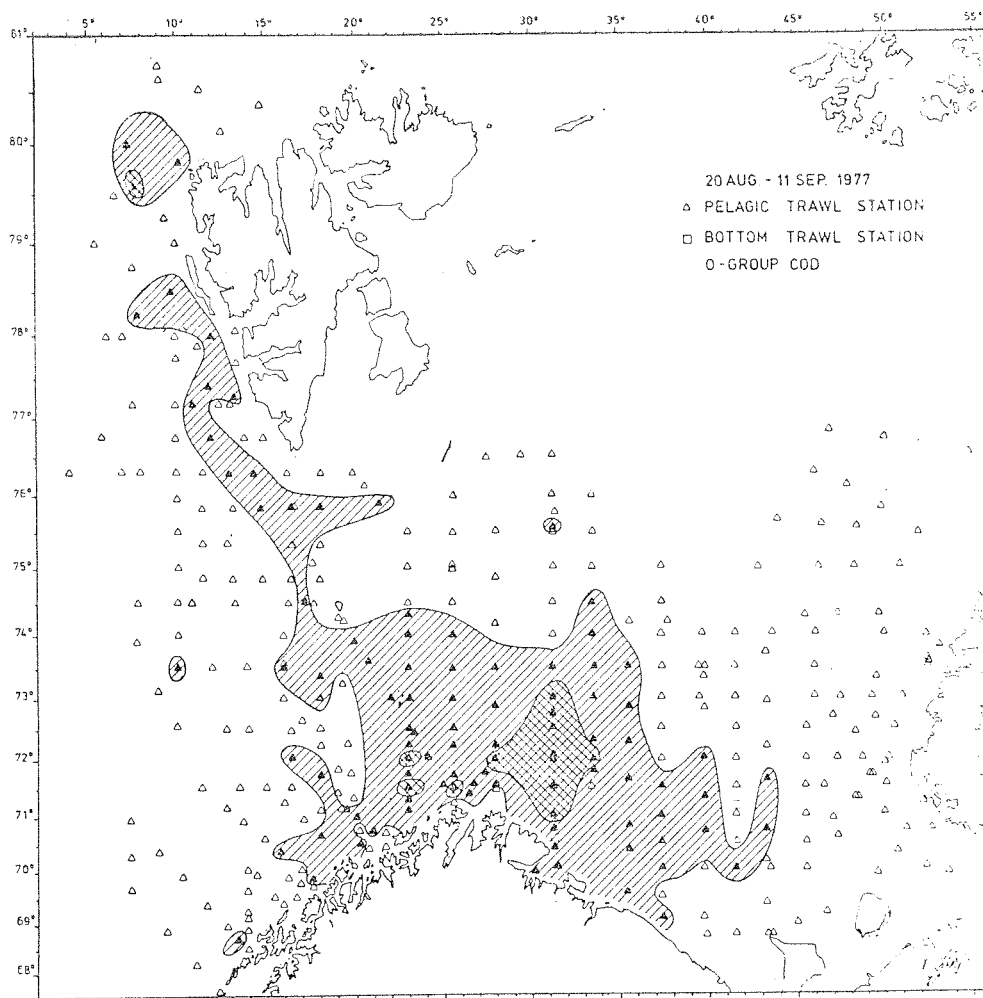 5° 10° 15° 20° 25° 30° 35° 40° 45° 50° 55°
81°
80°
79°
78°
77°
76°
75°
74°
73°
72°
71°
70°
69°
68°
20 AUG. - 11 SEP. 1977
△ PELAGIC TRAWL STATION
□ BOTTOM TRAWL STATION
0-GROUP COD